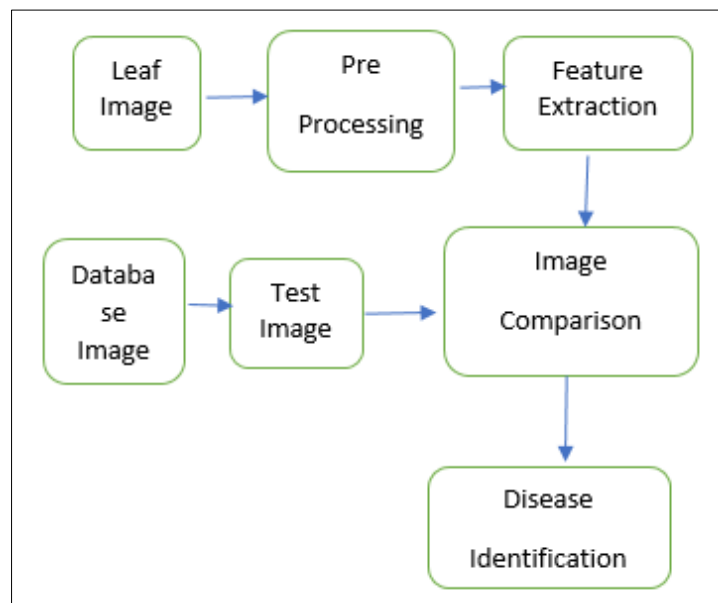 Leaf
Image
Pre
Processing
Feature
Extraction
Databa
se
Image
Test
Image
Image
Comparison
Disease
Identification